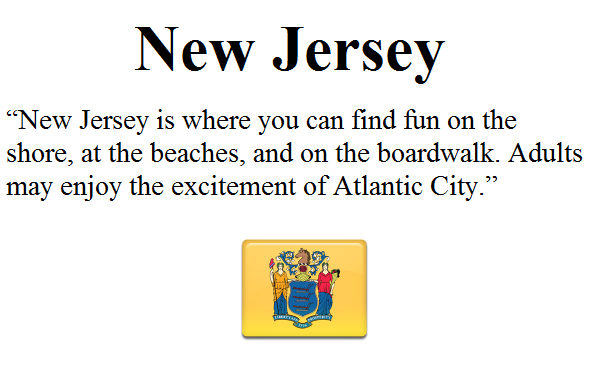 New Jersey
“New Jersey is where you can find fun on the
shore, at the beaches, and on the boardwalk. Adults
may enjoy the excitement of Atlantic City.”